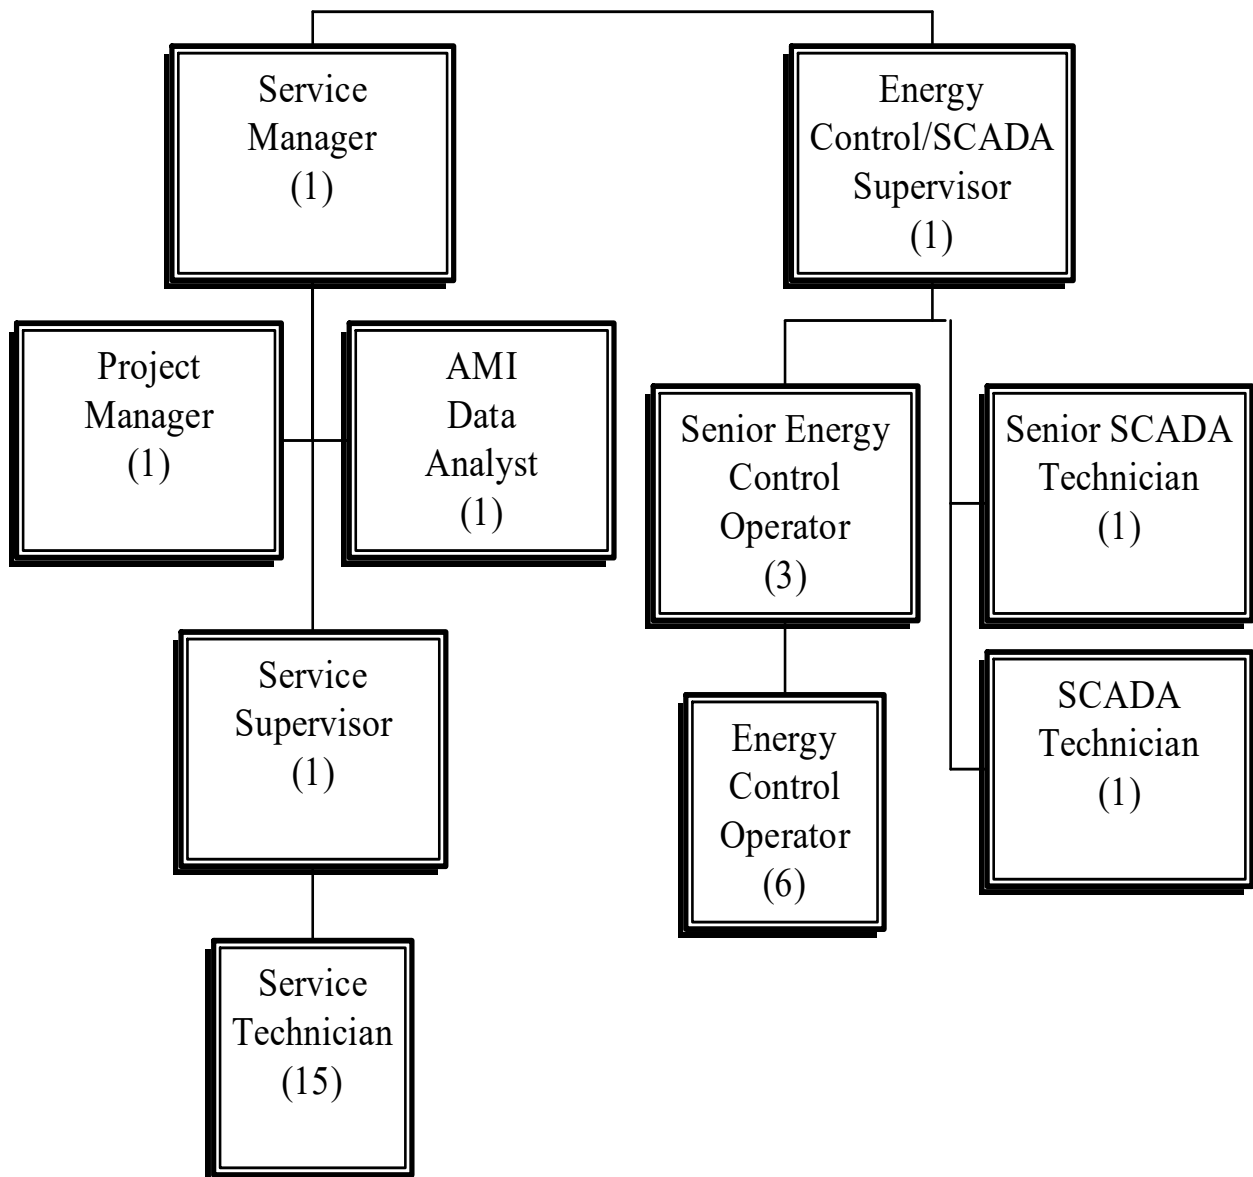 Service
Manager
(1)
Energy
Control/SCADA
Supervisor
(1)
Project
Manager
(1)
AMI
Data
Analyst
(1)
Senior Energy
Control
Operator
(3)
Senior SCADA
Technician
(1)
Service
Supervisor
(1)
Energy
Control
Operator
(6)
SCADA
Technician
(1)
Service
Technician
(15)